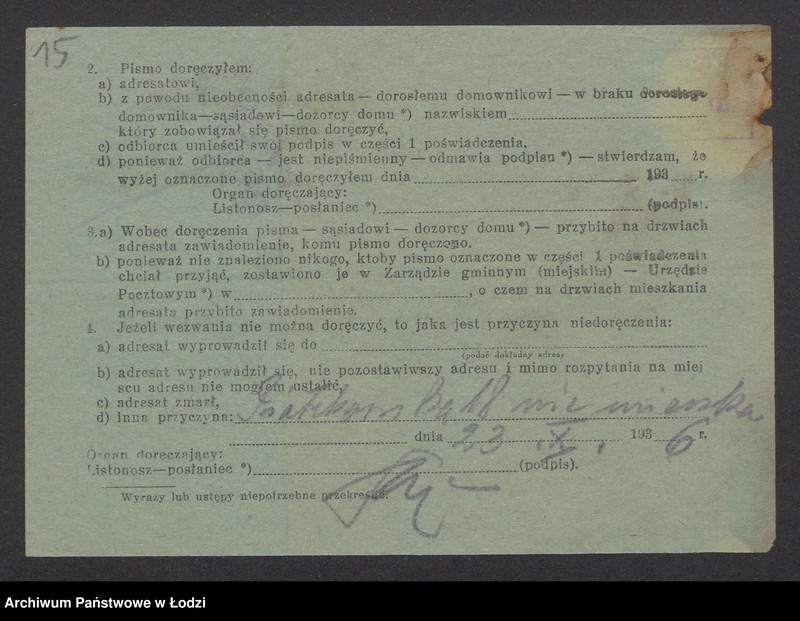 15
2. Pismo doręczyłem:
a) adresatowi,
b) z powodu nieobecności adresata — dorosłemu domownikowi — w braku dorosłego
domownika—sąsiadowi—dozorcy domu *) nazwiskiem
który zobowiązał się pismo doręczyć,
c) odbiorca umieścił swój podpis w części 1 poświadczenia,
d) ponieważ odbiorca — jest niepiśmienny — odmawia podpisu *) — stwierdzam, że
wyżej oznaczone pismo doręczyłem dnia 193 r.
Organ doręczający:
Listonosz—posłaniec *) (podpis).
3.a) Wobec doręczenia pisma — sąsiadowi — dozorcy domu *) — przybito na drzwiach
adresata zawiadomienie, komu pismo doręczono.
b) ponieważ nie znaleziono nikogo, ktoby pismo oznaczone w części 1 poświadczenia
chciał przyjąć, zostawiono je w Zarządzie gminnym (miejskim) — Urzędzie
Pocztowym *) w , o czem na drzwiach mieszkania
adresata przybito zawiadomienie.
4. Jeżeli wezwania nie można doręczyć, to jaka jest przyczyna niedoręczenia:
a) adresat wyprowadził się do
(podać dokładny adres)
b) adresat wyprowadził się, nie pozostawiwszy adresu i mimo rozpytania na miej
scu adresu nie mogłem ustalić,
c) adresat zmarł,
d) inna przyczyna: nie mieszka
dnia 23 .X. 1936 r.
Organ doręczający:
Listonosz—posłaniec *) (podpis).
Wyrazy lub ustępy niepotrzebne przekreślić.
Archiwum Państwowe w Łodzi